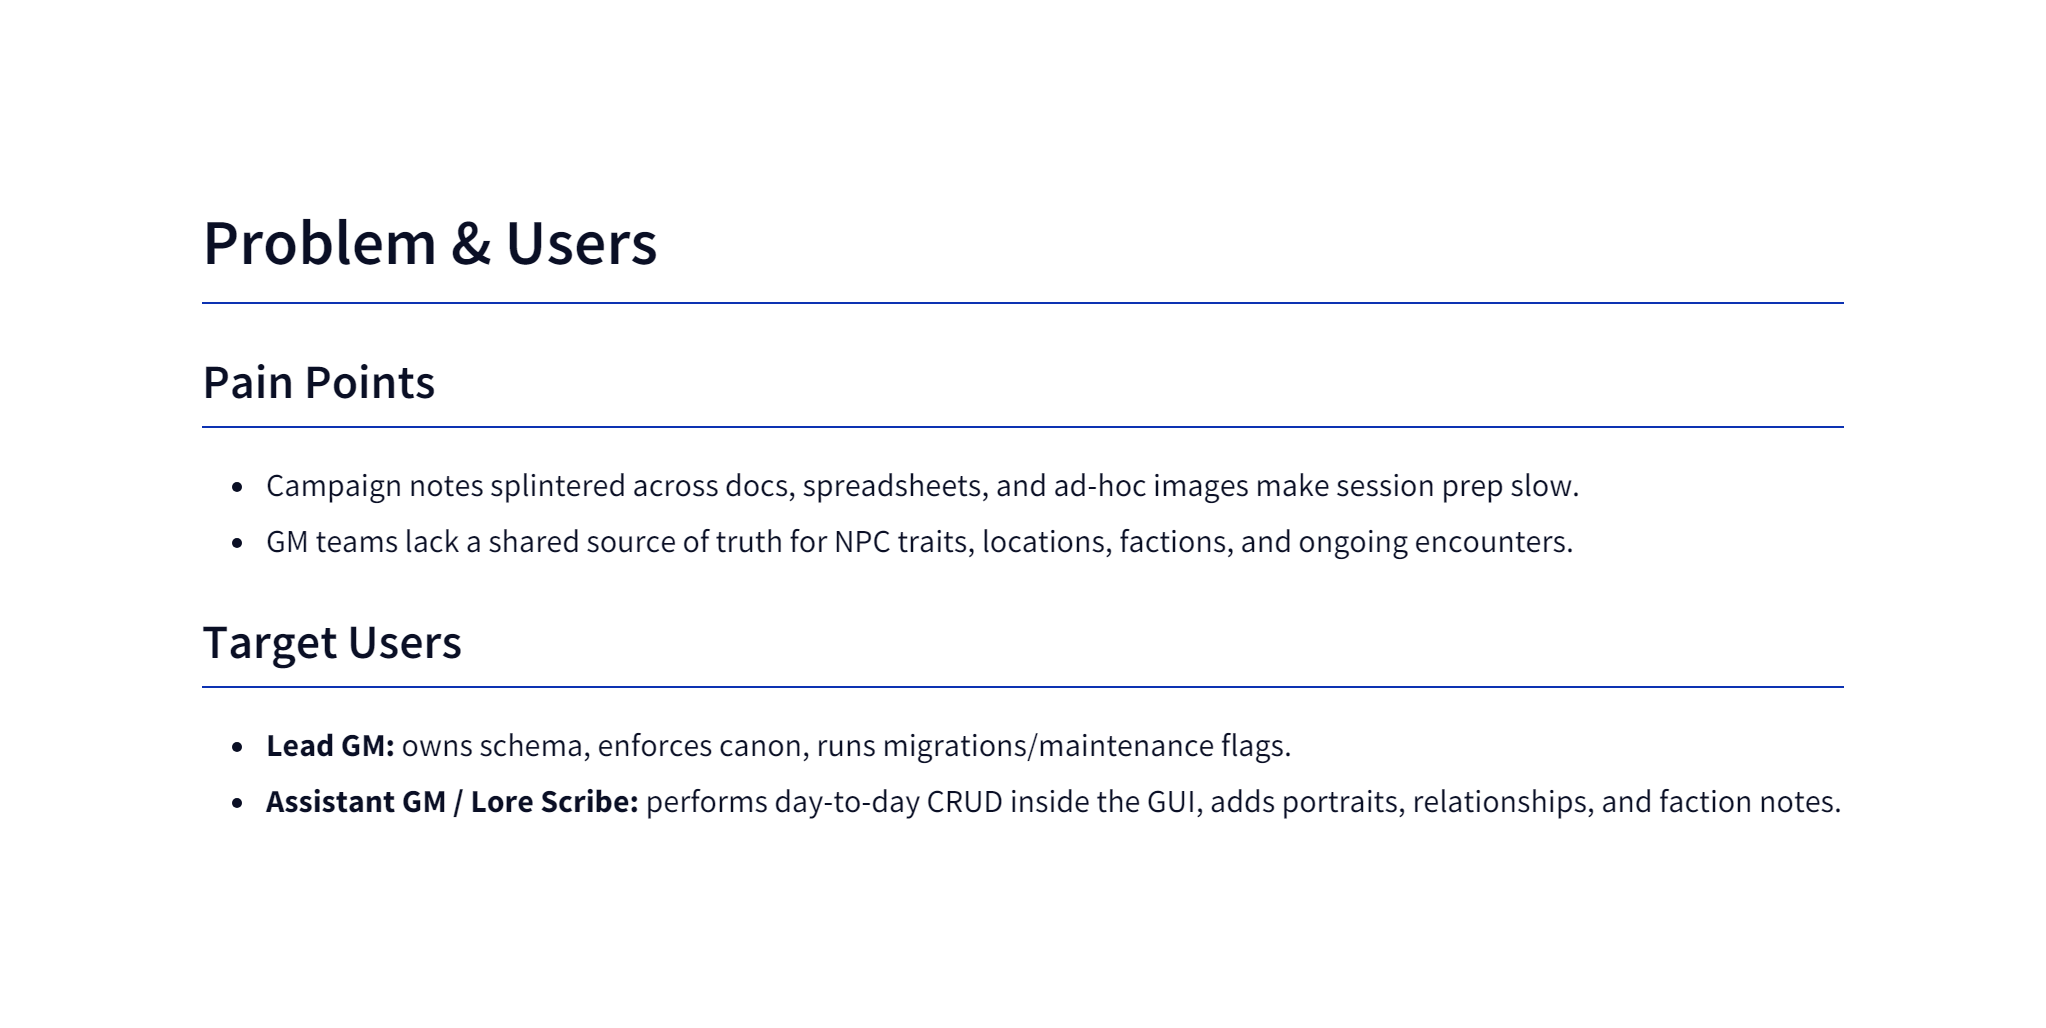 Problem & Users
Pain Points
Campaign notes splintered across docs, spreadsheets, and ad-hoc images make session prep slow.
GM teams lack a shared source of truth for NPC traits, locations, factions, and ongoing encounters.
Target Users
Lead GM: owns schema, enforces canon, runs migrations/maintenance flags.
Assistant GM / Lore Scribe: performs day-to-day CRUD inside the GUI, adds portraits, relationships, and faction notes.